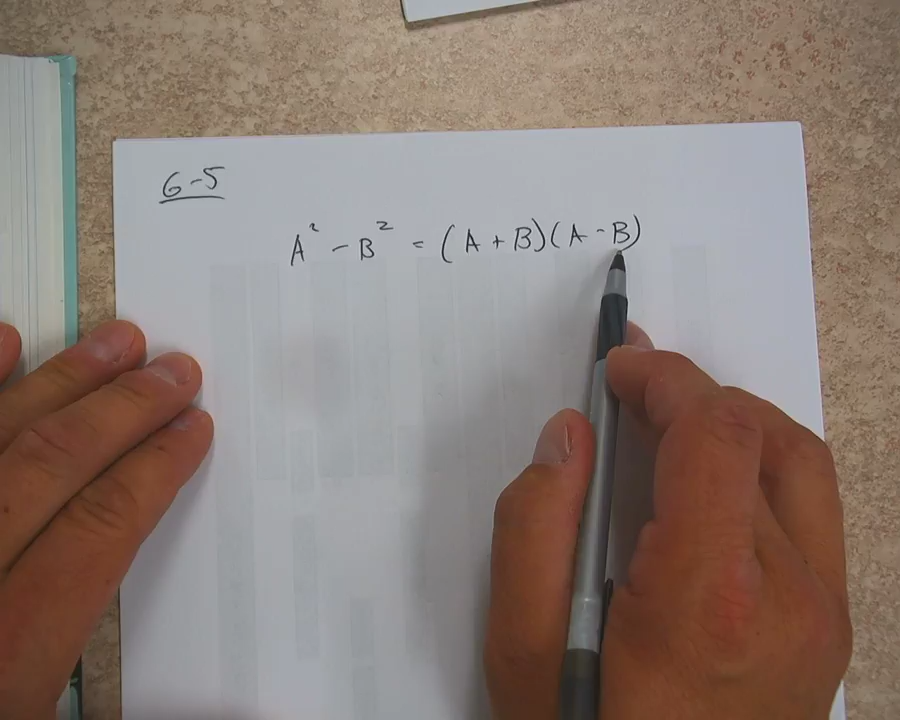 6-5
A² - B² = (A + B)(A - B)